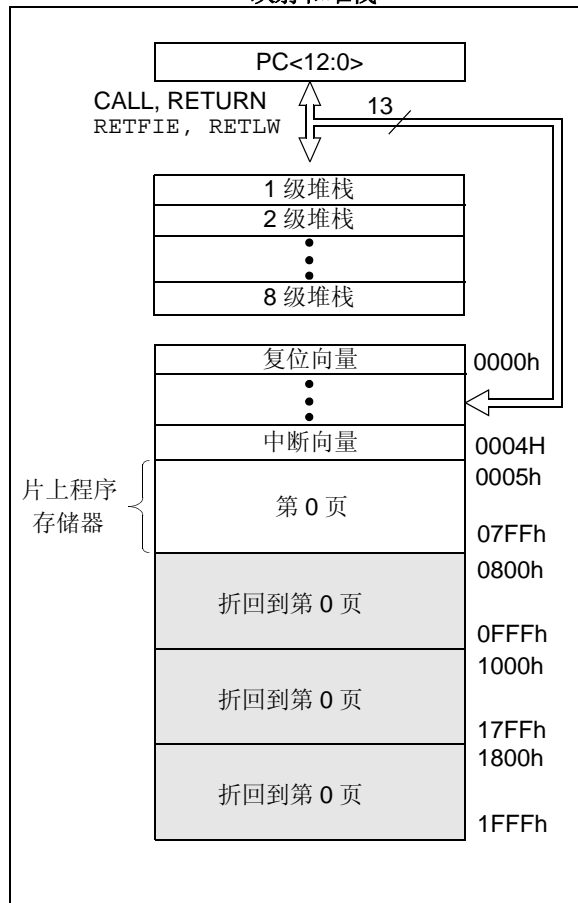 PC<12:0>
CALL, RETURN
RETFIE, RETLW
13
1 级堆栈
2 级堆栈
8 级堆栈
复位向量
0000h
中断向量
0004H
0005h
片上程序
存储器
第 0 页
07FFh
0800h
折回到第 0 页
0FFFh
1000h
折回到第 0 页
17FFh
1800h
折回到第 0 页
1FFFh